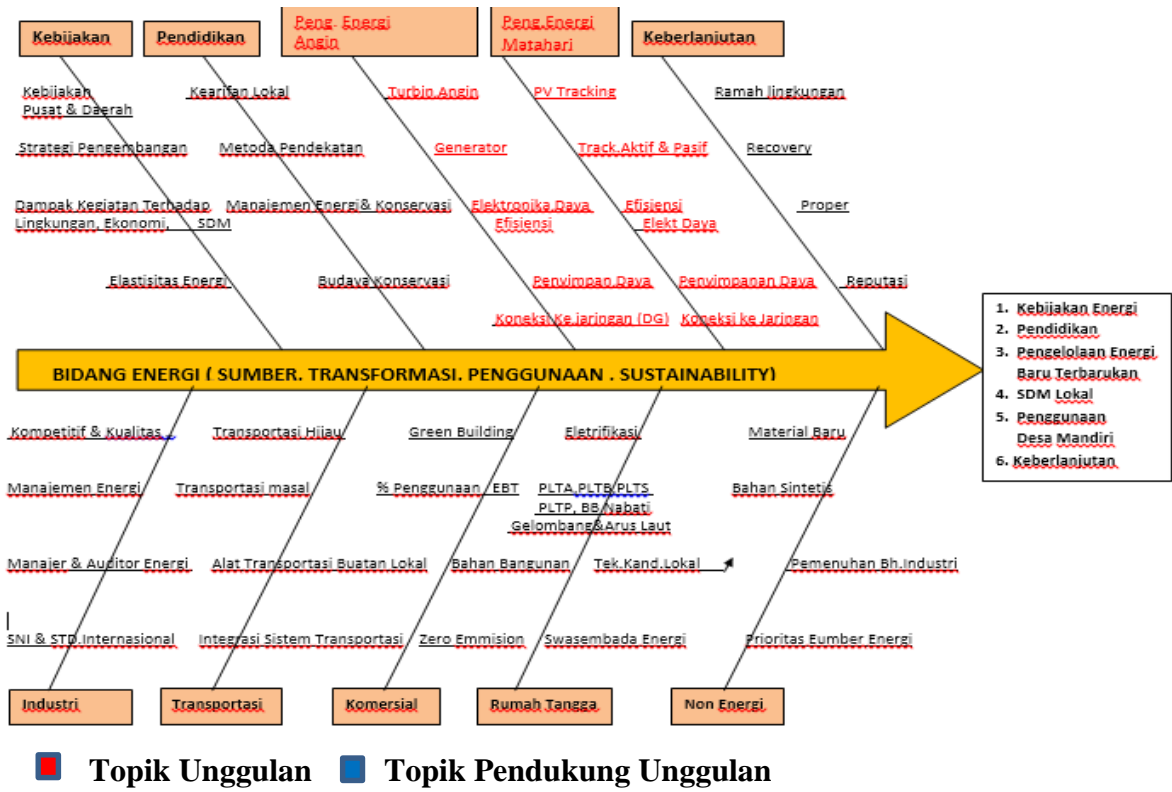 Kebijakan
Pendidikan
Peng. Energi
Angin
Peng.Energi
Matahari
Keberlanjutan
Kebijakan
Pusat & Daerah
Kearifan Lokal
Turbin Angin
PV Tracking
Ramah lingkungan
Strategi Pengembangan
Metoda Pendekatan
Generator
Track.Aktif & Pasif
Recovery
Dampak Kegiatan Terhadap
Lingkungan, Ekonomi, SDM
Manajemen Energi& Konservasi
Elektronika Daya
Efisiensi
Efisiensi
Elekt Daya
Proper
Elastisitas Energi
Budaya Konservasi
Penyimpan Daya
Penyimpanan Daya
Reputasi
Koneksi Ke jaringan (DG)
Koneksi ke Jaringan
BIDANG ENERGI ( SUMBER. TRANSFORMASI. PENGGUNAAN . SUSTAINABILITY)
1. Kebijakan Energi
2. Pendidikan
3. Pengelolaan Energi
Baru Terbarukan
4. SDM Lokal
5. Penggunaan
Desa Mandiri
6. Keberlanjutan
Kompetitif & Kualitas
Transportasi Hijau
Green Building
Eletrifikasi
Material Baru
Manajemen Energi
Transportasi masal
% Penggunaan EBT
PLTA,PLTB,PLTS
PLTP, BB Nabati
Gelombang&Arus Laut
Bahan Sintetis
Manajer & Auditor Energi
Alat Transportasi Buatan Lokal
Bahan Bangunan
Tek.Kand.Lokal
Pemenuhan Bh.Industri
SNI & STD.Internasional
Integrasi Sistem Transportasi
Zero Emmision
Swasembada Energi
Prioritas Eumber Energi
Industri
Transportasi
Komersial
Rumah Tangga
Non Energi
Topik Unggulan
Topik Pendukung Unggulan